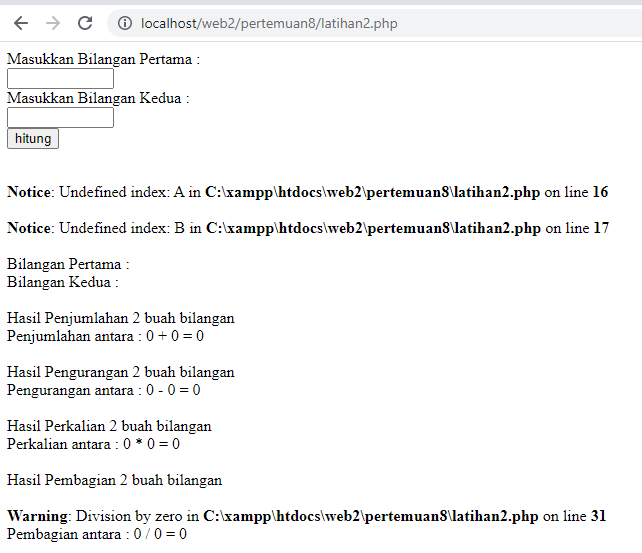 localhost/web2/pertemuan8/latihan2.php
Masukkan Bilangan Pertama :
Masukkan Bilangan Kedua :
hitung
Notice: Undefined index: A in C:\xampp\htdocs\web2\pertemuan8\latihan2.php on line 16
Notice: Undefined index: B in C:\xampp\htdocs\web2\pertemuan8\latihan2.php on line 17
Bilangan Pertama :
Bilangan Kedua :
Hasil Penjumlahan 2 buah bilangan
Penjumlahan antara : 0 + 0 = 0
Hasil Pengurangan 2 buah bilangan
Pengurangan antara : 0 - 0 = 0
Hasil Perkalian 2 buah bilangan
Perkalian antara : 0 * 0 = 0
Hasil Pembagian 2 buah bilangan
Warning: Division by zero in C:\xampp\htdocs\web2\pertemuan8\latihan2.php on line 31
Pembagian antara : 0 / 0 = 0